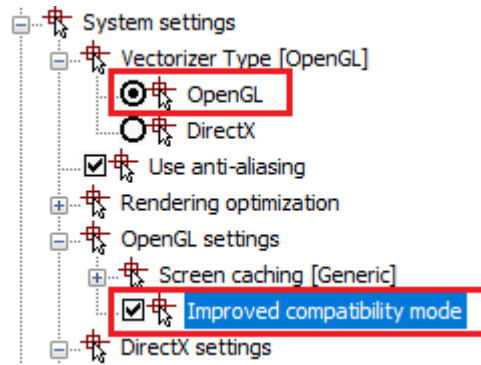 System settings
Vectorizer Type [OpenGL]
OpenGL
DirectX
Use anti-aliasing
Rendering optimization
OpenGL settings
Screen caching [Generic]
Improved compatibility mode
DirectX settings